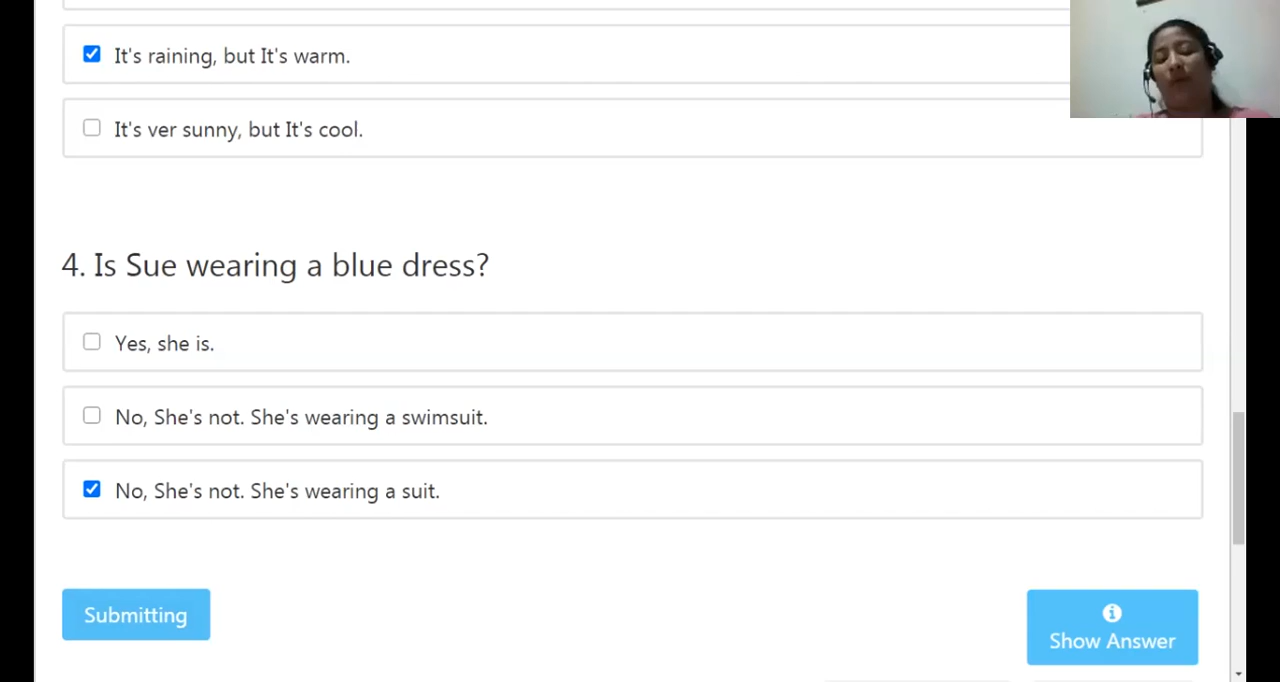 It's raining, but It's warm.
It's ver sunny, but It's cool.
4. Is Sue wearing a blue dress?
Yes, she is.
No, She's not. She's wearing a swimsuit.
No, She's not. She's wearing a suit.
Submitting
Show Answer